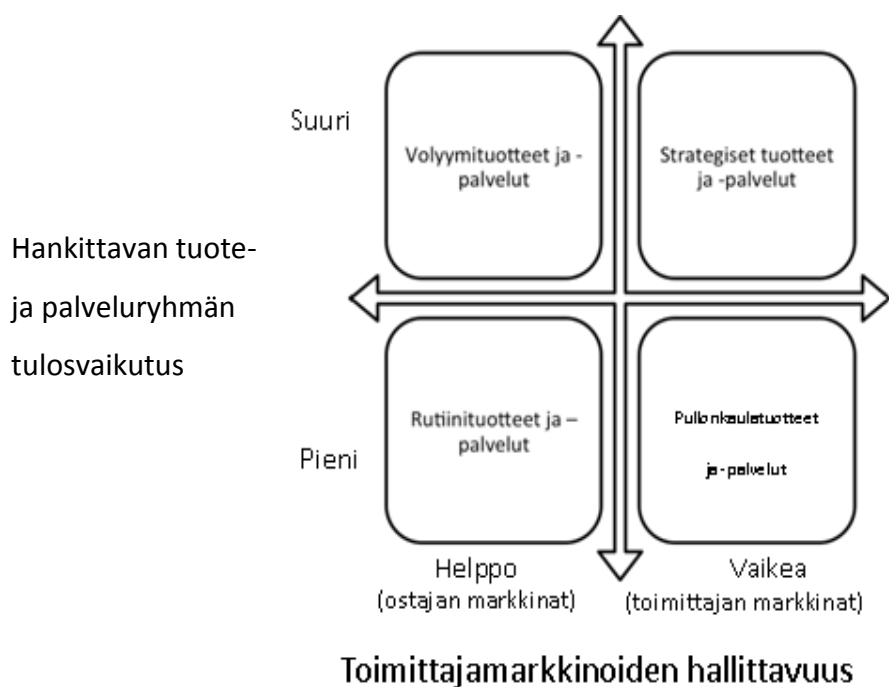 Suuri
Volyymituotteet ja -
palvelut
Strategiset tuotteet
ja -palvelut
Hankittavan tuote-
ja palveluryhmän
tulosvaikutus
Pieni
Rutiinituotteet ja –
palvelut
Pullonkaulatuotteet
ja -palvelut
Helppo
(ostajan markkinat)
Vaikea
(toimittajan markkinat)
Toimittajamarkkinoiden hallittavuus